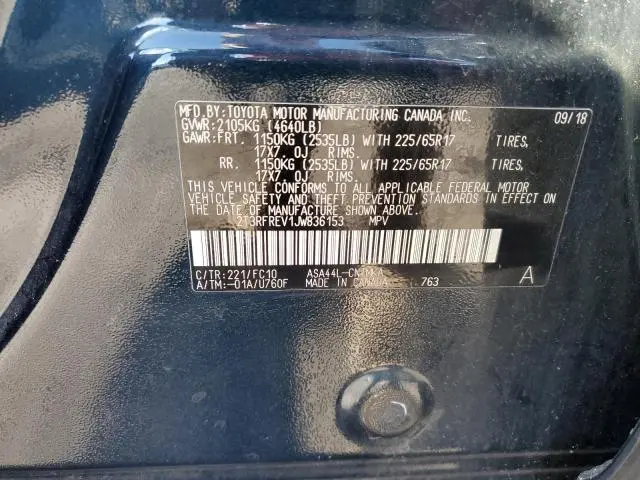 MFD.BY:TOYOTA MOTOR MANUFACTURING CANADA INC. 09/18
GVWR:2105KG (4640LB)
GAWR:FRT. 1150KG (2535LB) WITH 225/65R17 TIRES,
17X7.0J RIMS.
RR. 1150KG (2535LB) WITH 225/65R17 TIRES,
17X7.0J RIMS.
THIS VEHICLE CONFORMS TO ALL APPLICABLE FEDERAL MOTOR
VEHICLE SAFETY AND THEFT PREVENTION STANDARDS IN EFFECT
ON THE DATE OF MANUFACTURE SHOWN ABOVE.
2T3RFREV1JW836153 MPV
C/TR:221/FC10
A/TM:-01A/U760F
MADE IN CANADA 763 A